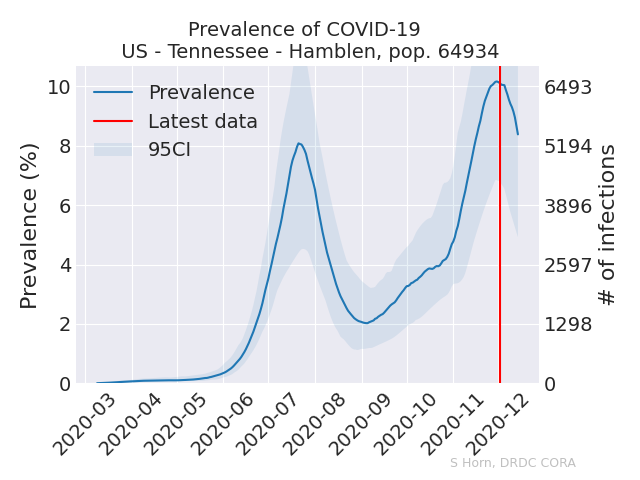 Prevalence of COVID-19
US - Tennessee - Hamblen, pop. 64934
Prevalence
Latest data
95CI
Prevalence (%)
10
8
6
4
2
0
6493
5194
3896
2597
1298
0
# of infections
2020-03
2020-04
2020-05
2020-06
2020-07
2020-08
2020-09
2020-10
2020-11
2020-12
S Horn, DRDC CORA